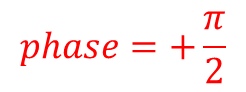 phase = +π/2